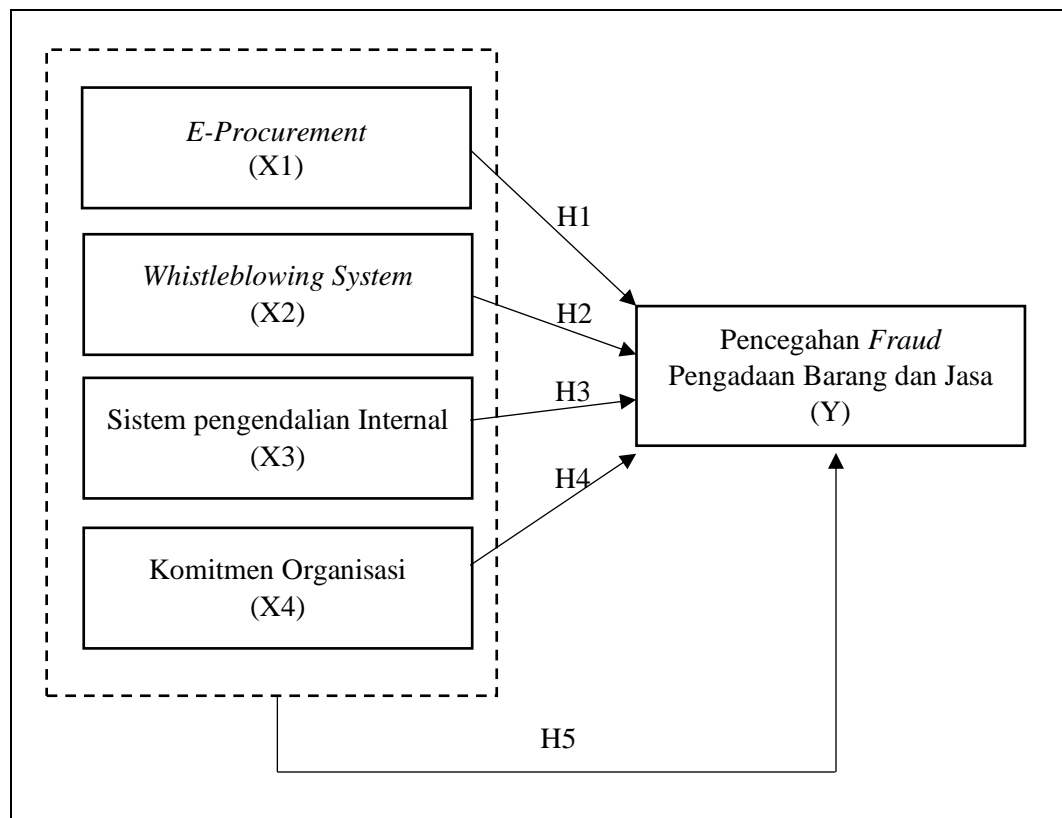 E-Procurement
(X1)
H1
Whistleblowing System
(X2)
H2
Pencegahan Fraud
Pengadaan Barang dan Jasa
(Y)
Sistem pengendalian Internal
(X3)
H3
H4
Komitmen Organisasi
(X4)
H5